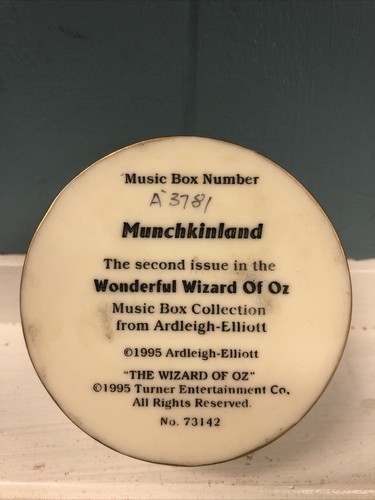 Music Box Number
A 3781
Munchkinland
The second issue in the
Wonderful Wizard Of Oz
Music Box Collection
from Ardleigh-Elliott
©1995 Ardleigh-Elliott
"THE WIZARD OF OZ"
©1995 Turner Entertainment Co.
All Rights Reserved.
No. 73142